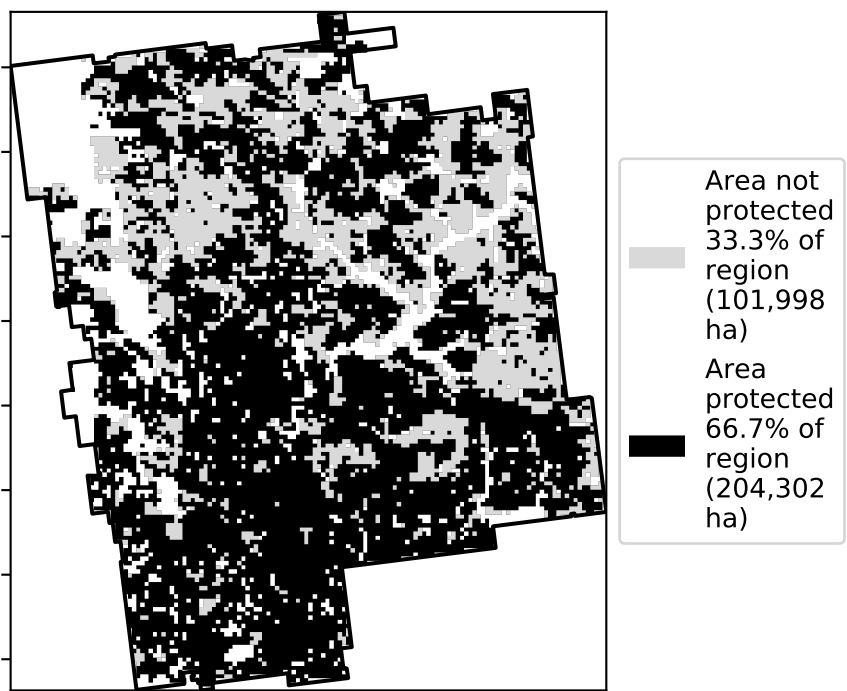 Area not
protected
33.3% of
region
(101,998
ha)
Area
protected
66.7% of
region
(204,302
ha)